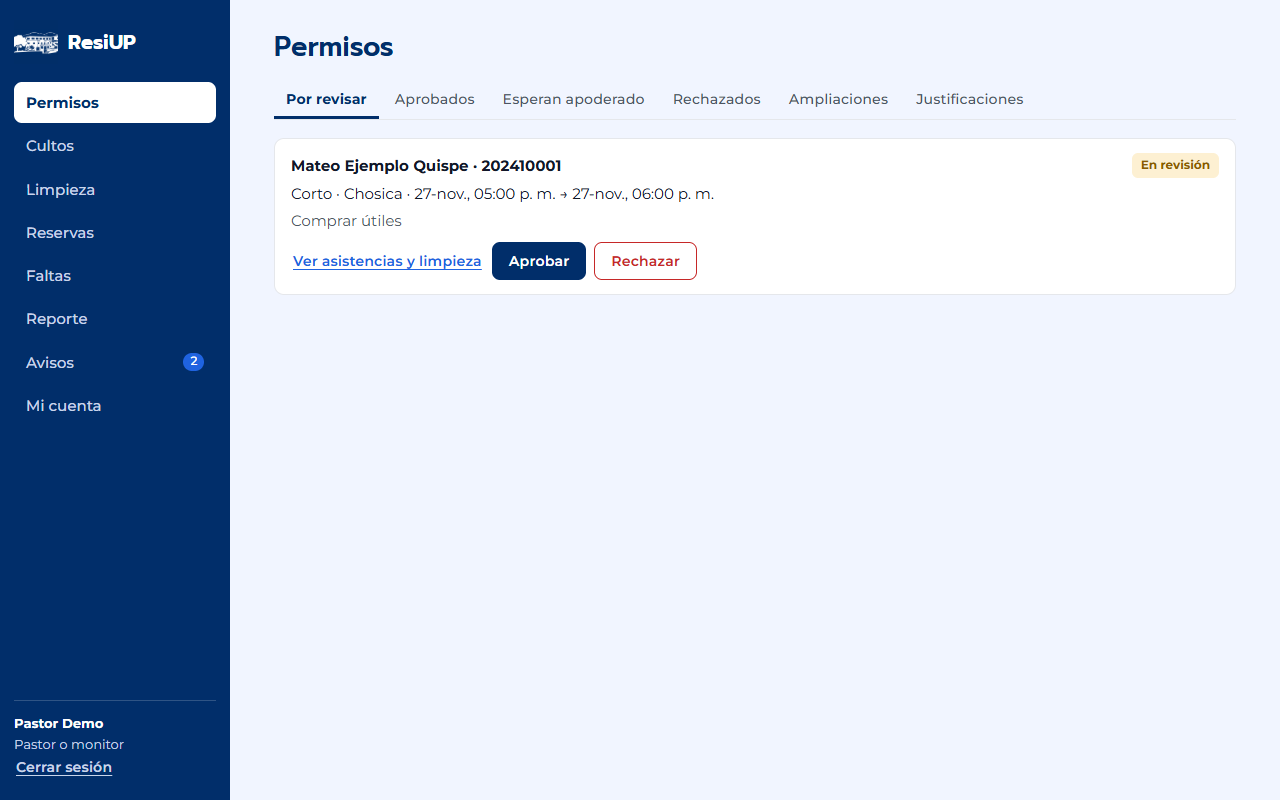 ResiUP
Permisos
Cultos
Limpieza
Reservas
Faltas
Reporte
Avisos 2
Mi cuenta
Pastor Demo
Pastor o monitor
Cerrar sesión
Permisos
Por revisar Aprobados Esperan apoderado Rechazados Ampliaciones Justificaciones
Mateo Ejemplo Quispe · 202410001 En revisión
Corto · Chosica · 27-nov., 05:00 p. m. → 27-nov., 06:00 p. m.
Comprar útiles
Ver asistencias y limpieza Aprobar Rechazar